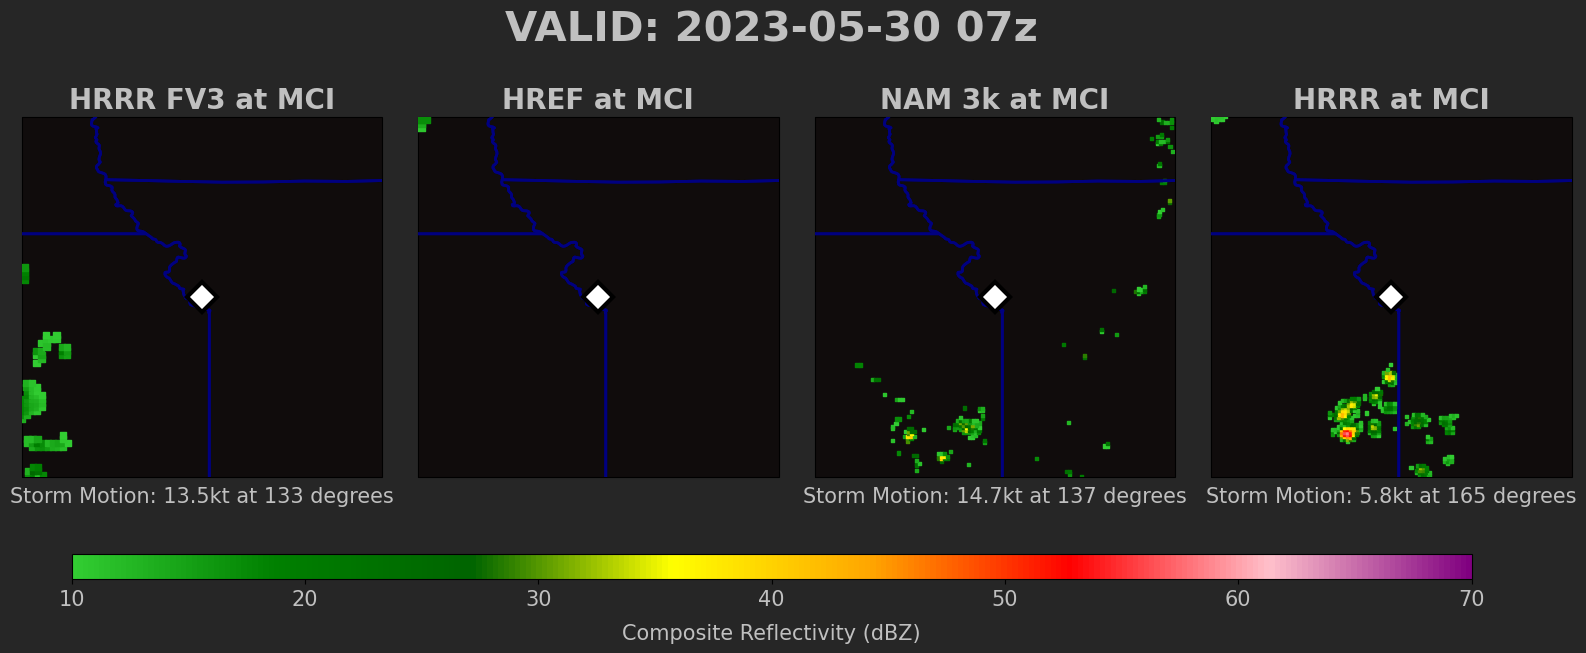 VALID: 2023-05-30 07z
HRRR FV3 at MCI
HREF at MCI
NAM 3k at MCI
HRRR at MCI
Storm Motion: 13.5kt at 133 degrees
Storm Motion: 14.7kt at 137 degrees
Storm Motion: 5.8kt at 165 degrees
10 20 30 40 50 60 70
Composite Reflectivity (dBZ)